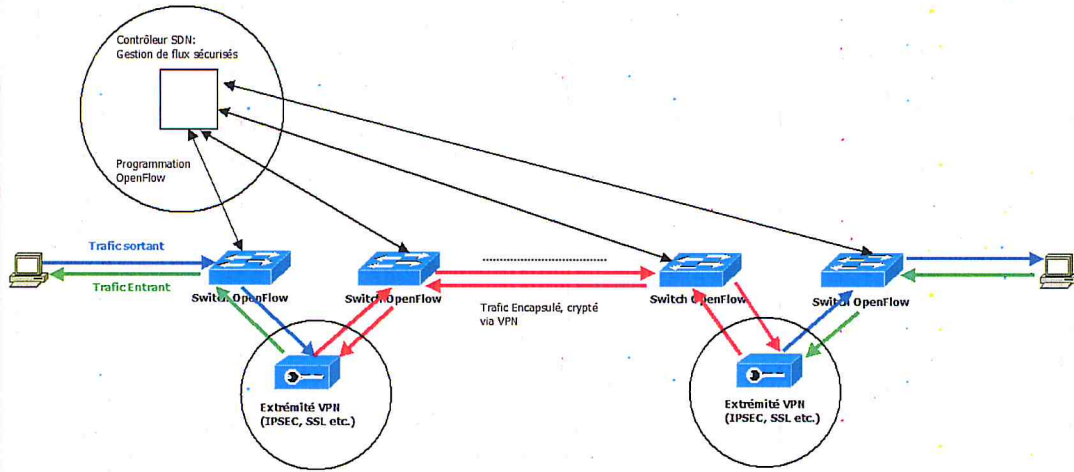 Contrôleur SDN:
Gestion de flux sécurisés
Programmation
OpenFlow
Trafic sortant
Trafic Entrant
Switch OpenFlow
Switch OpenFlow
Trafic Encapsulé, crypté
via VPN
Switch OpenFlow
Switch OpenFlow
Extrémité VPN
(IPSEC, SSL etc.)
Extrémité VPN
(IPSEC, SSL etc.)